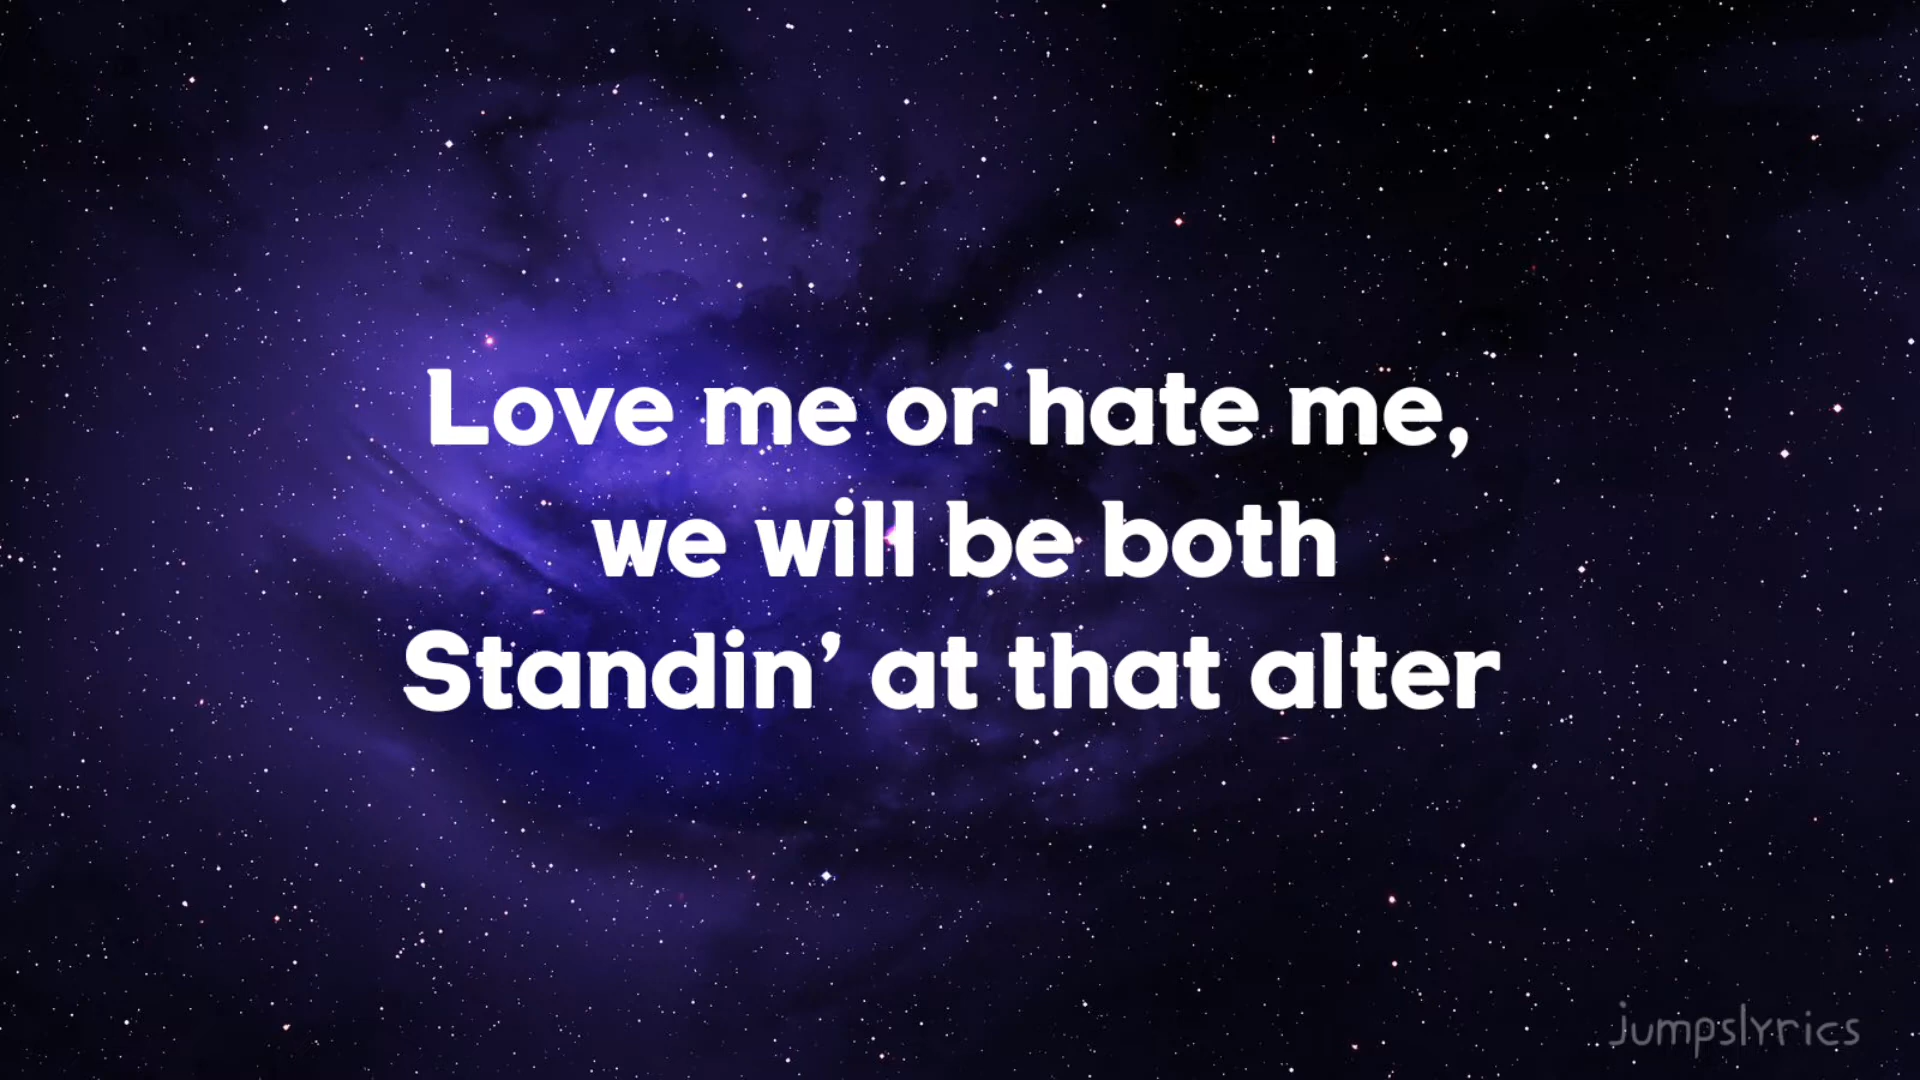 Love me or hate me,
we will be both
Standin’ at that alter
jumpslyrics